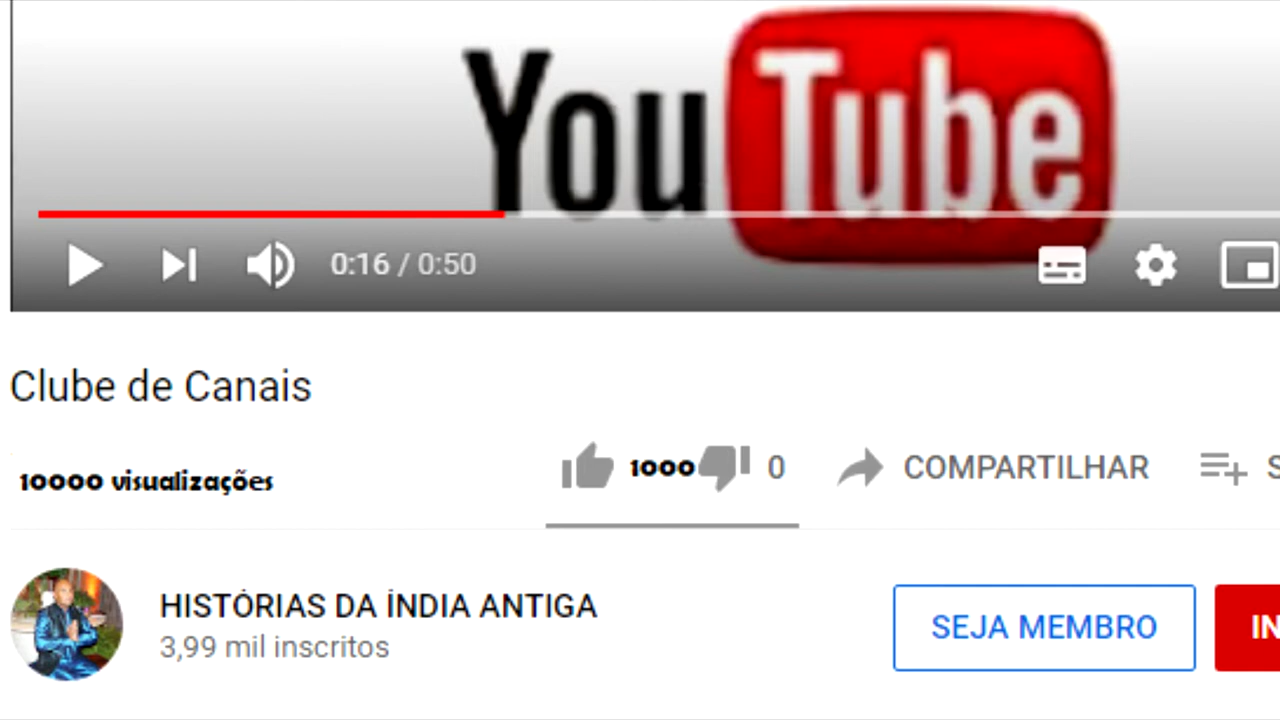 YouTube
0:16 / 0:50
Clube de Canais
10000 visualizações
1000
0
COMPARTILHAR
HISTÓRIAS DA ÍNDIA ANTIGA
3,99 mil inscritos
SEJA MEMBRO